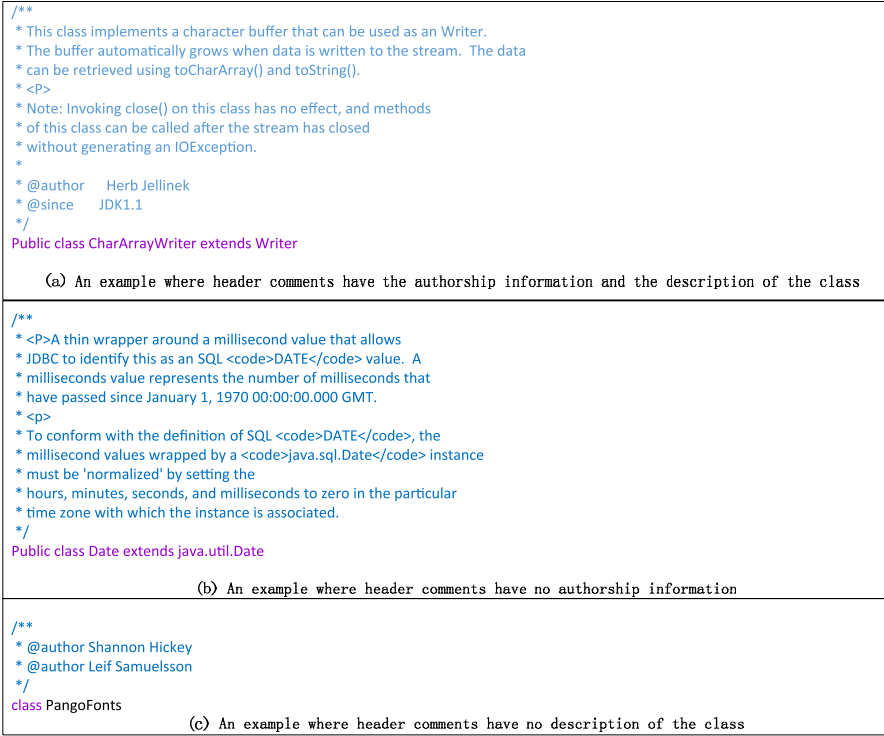 /**
* This class implements a character buffer that can be used as an Writer.
* The buffer automatically grows when data is written to the stream.  The data
* can be retrieved using toCharArray() and toString().
* <P>
* Note: Invoking close() on this class has no effect, and methods
* of this class can be called after the stream has closed
* without generating an IOException.
*
* @author      Herb Jellinek
* @since       JDK1.1
*/
Public class CharArrayWriter extends Writer
(a) An example where header comments have the authorship information and the description of the class
/**
* <P>A thin wrapper around a millisecond value that allows
* JDBC to identify this as an SQL <code>DATE</code> value.  A
* milliseconds value represents the number of milliseconds that
* have passed since January 1, 1970 00:00:00.000 GMT.
* <p>
* To conform with the definition of SQL <code>DATE</code>, the
* millisecond values wrapped by a <code>java.sql.Date</code> instance
* must be 'normalized' by setting the
* hours, minutes, seconds, and milliseconds to zero in the particular
* time zone with which the instance is associated.
*/
Public class Date extends java.util.Date
(b) An example where header comments have no authorship information
/**
* @author Shannon Hickey
* @author Leif Samuelsson
*/
class PangoFonts
(c) An example where header comments have no description of the class